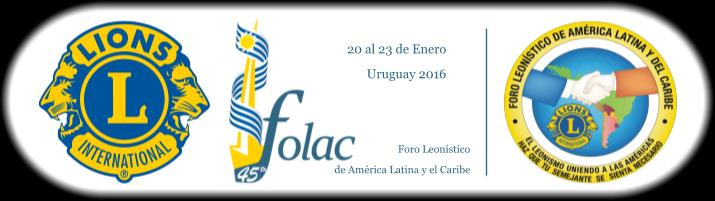 LIONS
L
INTERNATIONAL
®
folac
45
20 al 23 de Enero
Uruguay 2016
Foro Leonístico
de América Latina y el Caribe
FORO LEONÍSTICO DE AMÉRICA LATINA Y DEL CARIBE
LIONS
L
INTERNATIONAL
EL LEONISMO UNIENDO A LAS AMÉRICAS
HAZ QUE TU SEMEJANTE SE SIENTA NECESARIO